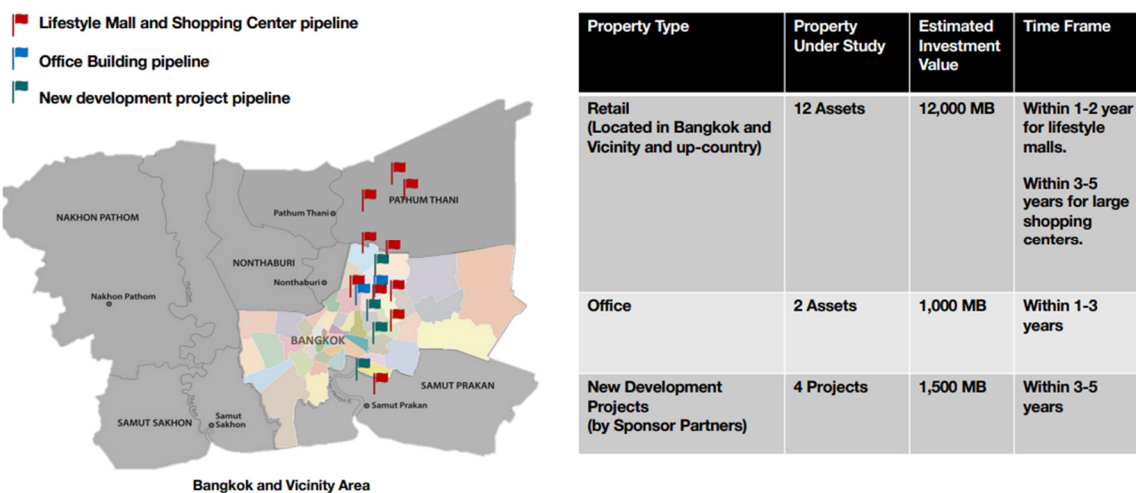 Lifestyle Mall and Shopping Center pipeline
Office Building pipeline
New development project pipeline
NAKHON PATHOM
Nakhon Pathom
Pathum Thani
PATHUM THANI
NONTHABURI
Nonthaburi
BANGKOK
SAMUT PRAKAN
Samut Prakan
SAMUT SAKHON
Samut
Sakhon
Bangkok and Vicinity Area
Property Type
Property
Under Study
Estimated
Investment
Value
Time Frame
Retail
(Located in Bangkok and
Vicinity and up-country)
12 Assets
12,000 MB
Within 1-2 year
for lifestyle
malls.
Within 3-5
years for large
shopping
centers.
Office
2 Assets
1,000 MB
Within 1-3
years
New Development
Projects
(by Sponsor Partners)
4 Projects
1,500 MB
Within 3-5
years